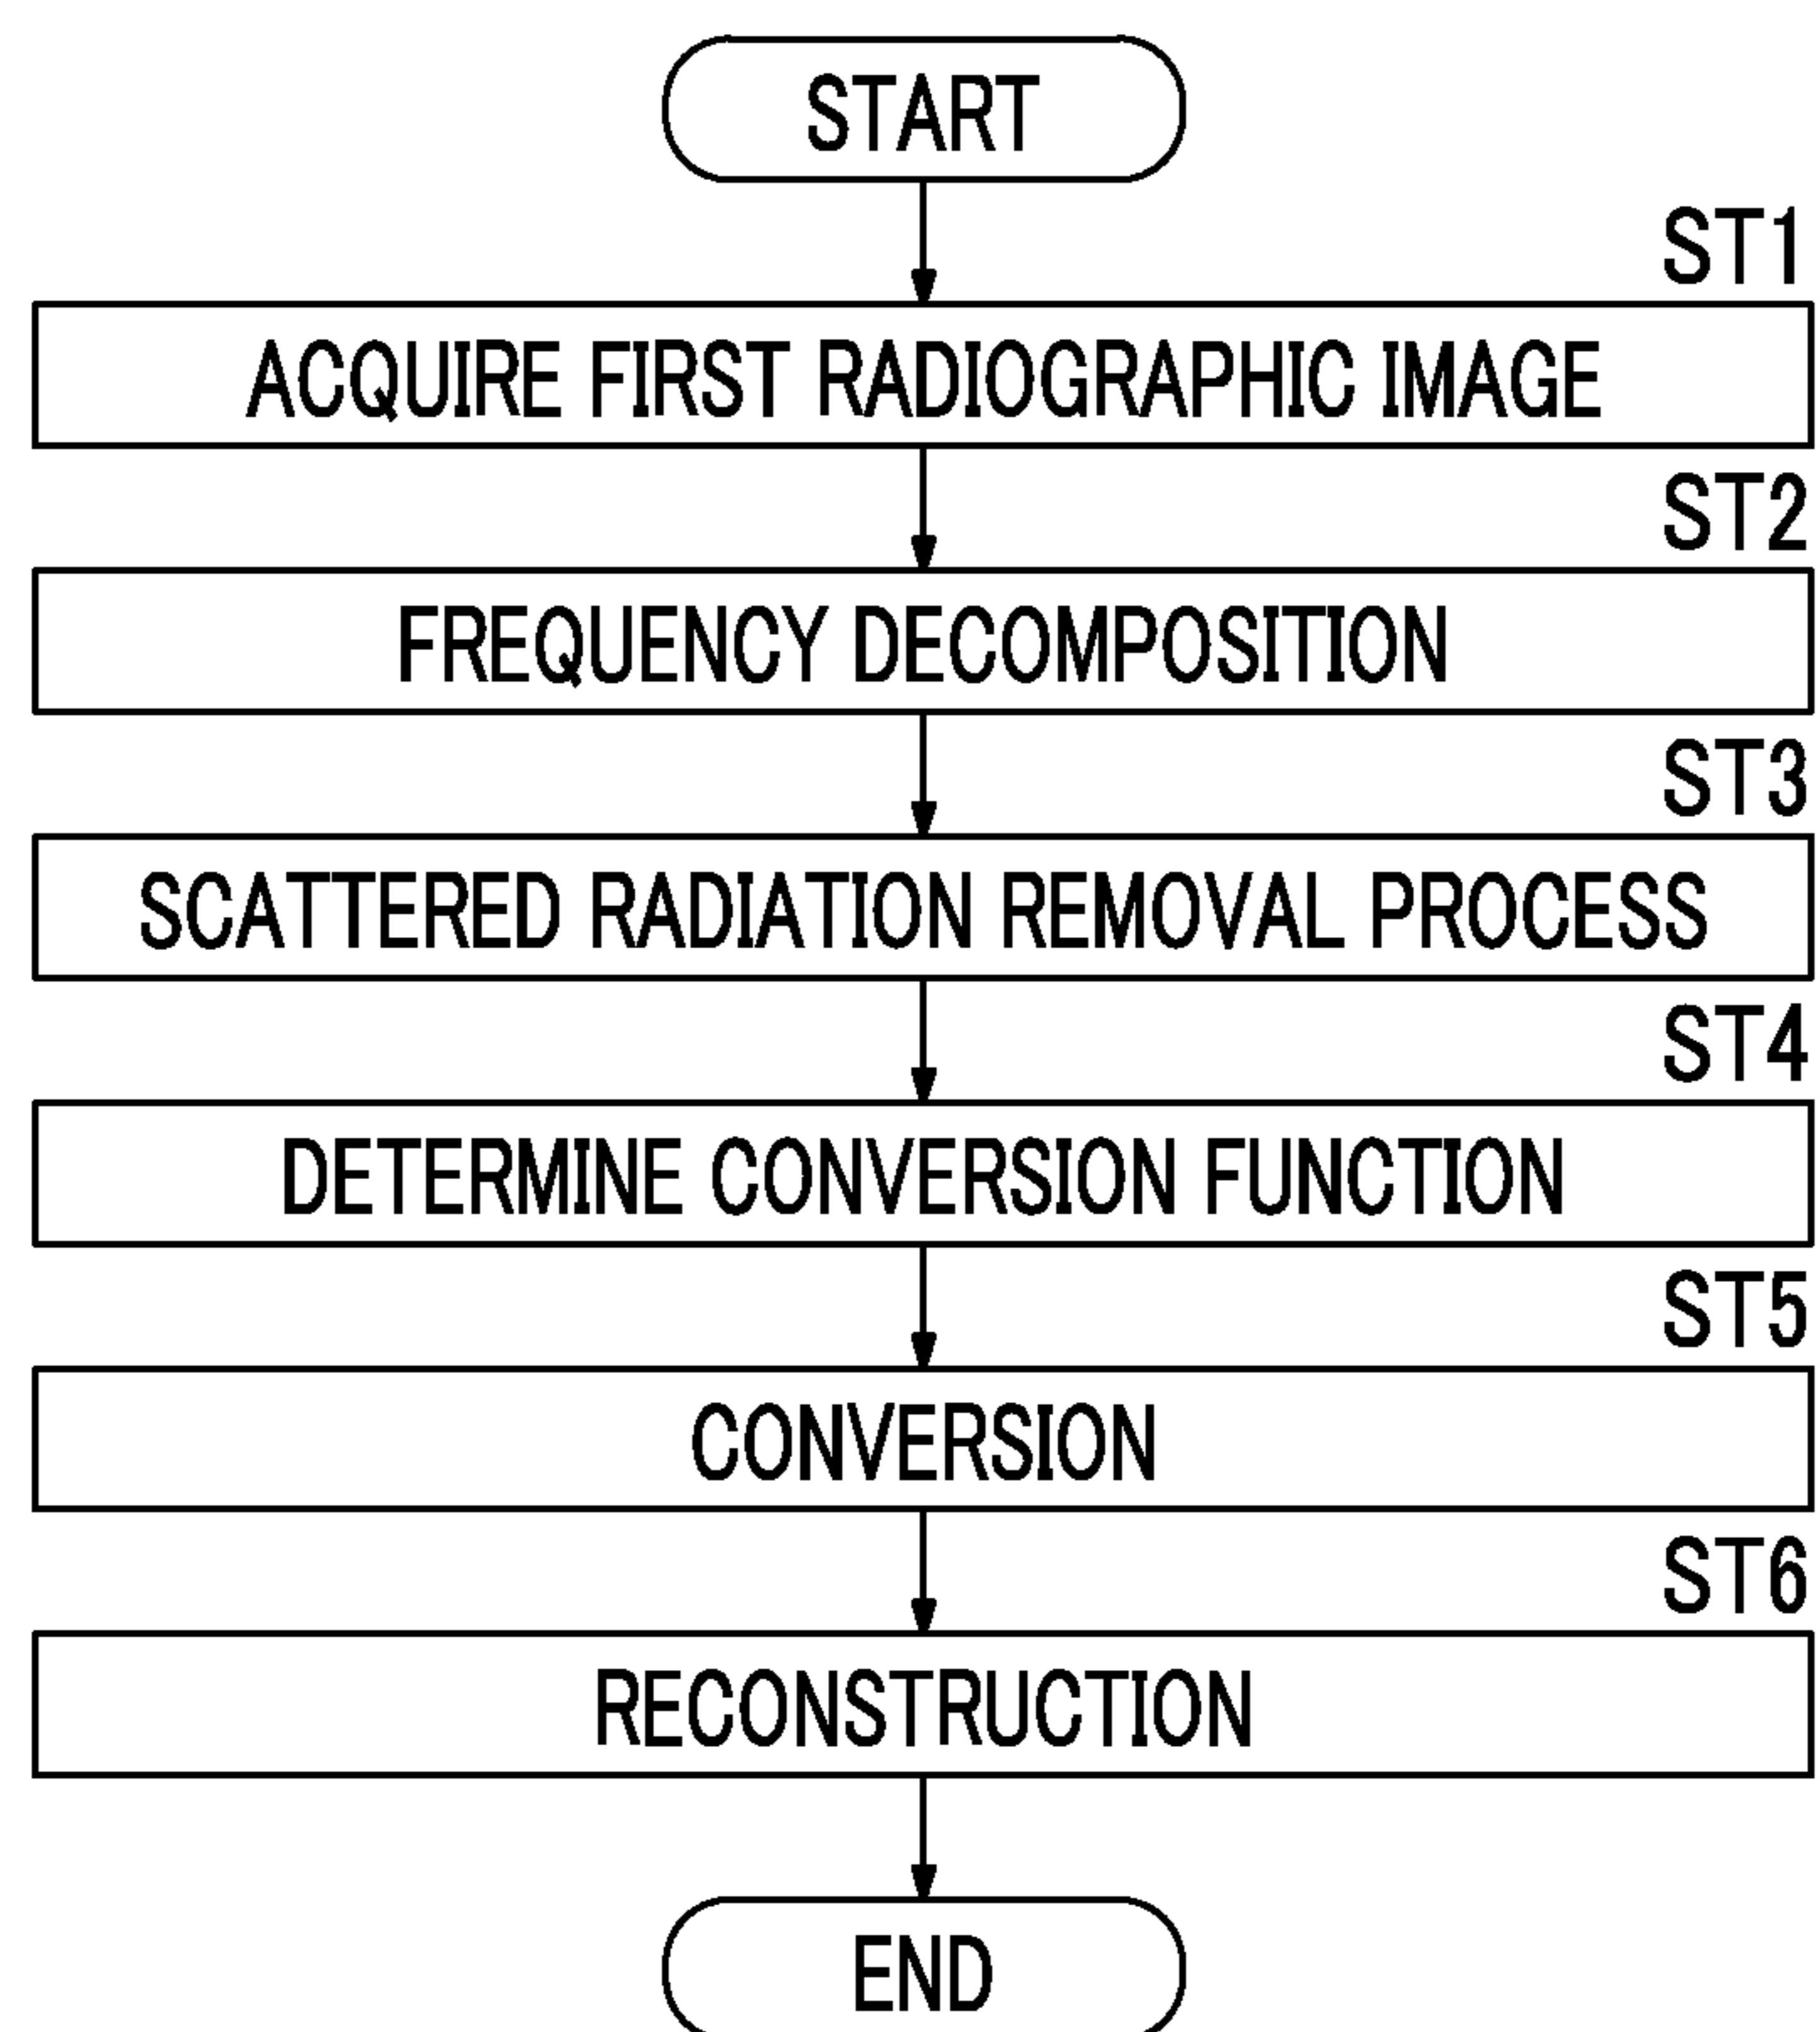 START
ST1
ACQUIRE FIRST RADIOGRAPHIC IMAGE
ST2
FREQUENCY DECOMPOSITION
ST3
SCATTERED RADIATION REMOVAL PROCESS
ST4
DETERMINE CONVERSION FUNCTION
ST5
CONVERSION
ST6
RECONSTRUCTION
END